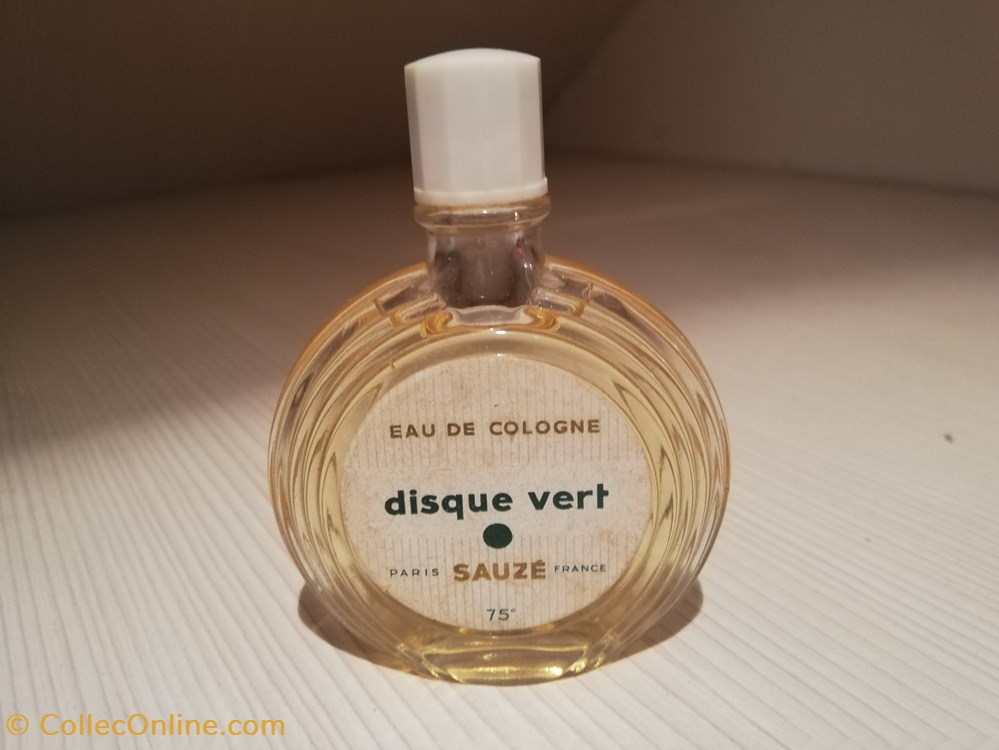 EAU DE COLOGNE
disque vert
PARIS SAUZÉ FRANCE
75°
© CollecOnline.com